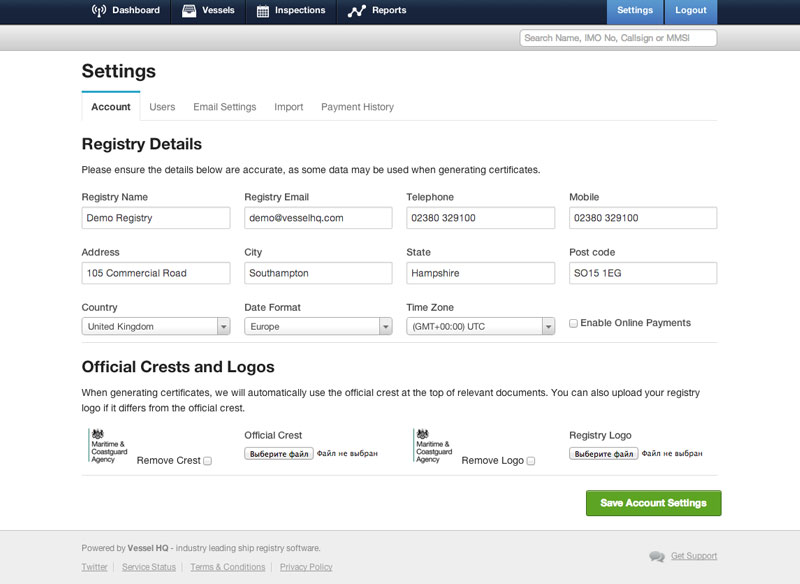 Dashboard Vessels Inspections Reports Settings Logout
Search Name, IMO No, Callsign or MMSI
Settings
Account Users Email Settings Import Payment History
Registry Details
Please ensure the details below are accurate, as some data may be used when generating certificates.
Registry Name Registry Email Telephone Mobile
Demo Registry demo@vesselhq.com 02380 329100 02380 329100
Address City State Post code
105 Commercial Road Southampton Hampshire SO15 1EG
Country Date Format Time Zone
United Kingdom Europe (GMT+00:00) UTC Enable Online Payments
Official Crests and Logos
When generating certificates, we will automatically use the official crest at the top of relevant documents. You can also upload your registry
logo if it differs from the official crest.
Maritime &
Coastguard
Agency
Remove Crest
Official Crest
Выберите файл Файл не выбран
Maritime &
Coastguard
Agency
Remove Logo
Registry Logo
Выберите файл Файл не выбран
Save Account Settings
Powered by Vessel HQ - industry leading ship registry software.
Twitter Service Status Terms & Conditions Privacy Policy
Get Support